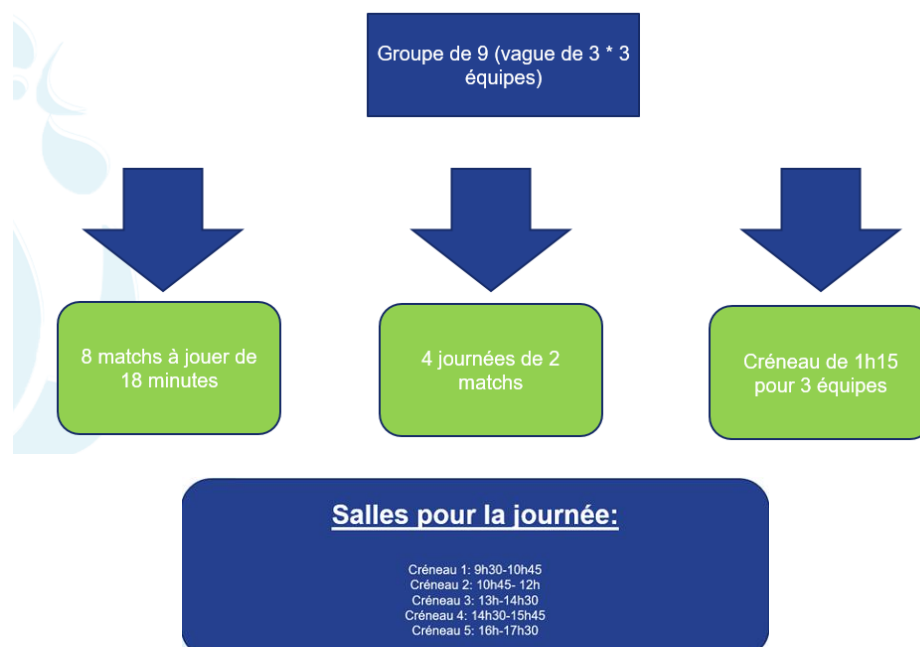 Groupe de 9 (vague de 3 * 3
équipes)
8 matchs à jouer de
18 minutes
4 journées de 2
matchs
Créneau de 1h15
pour 3 équipes
Salles pour la journée:
Créneau 1: 9h30-10h45
Créneau 2: 10h45- 12h
Créneau 3: 13h-14h30
Créneau 4: 14h30-15h45
Créneau 5: 16h-17h30